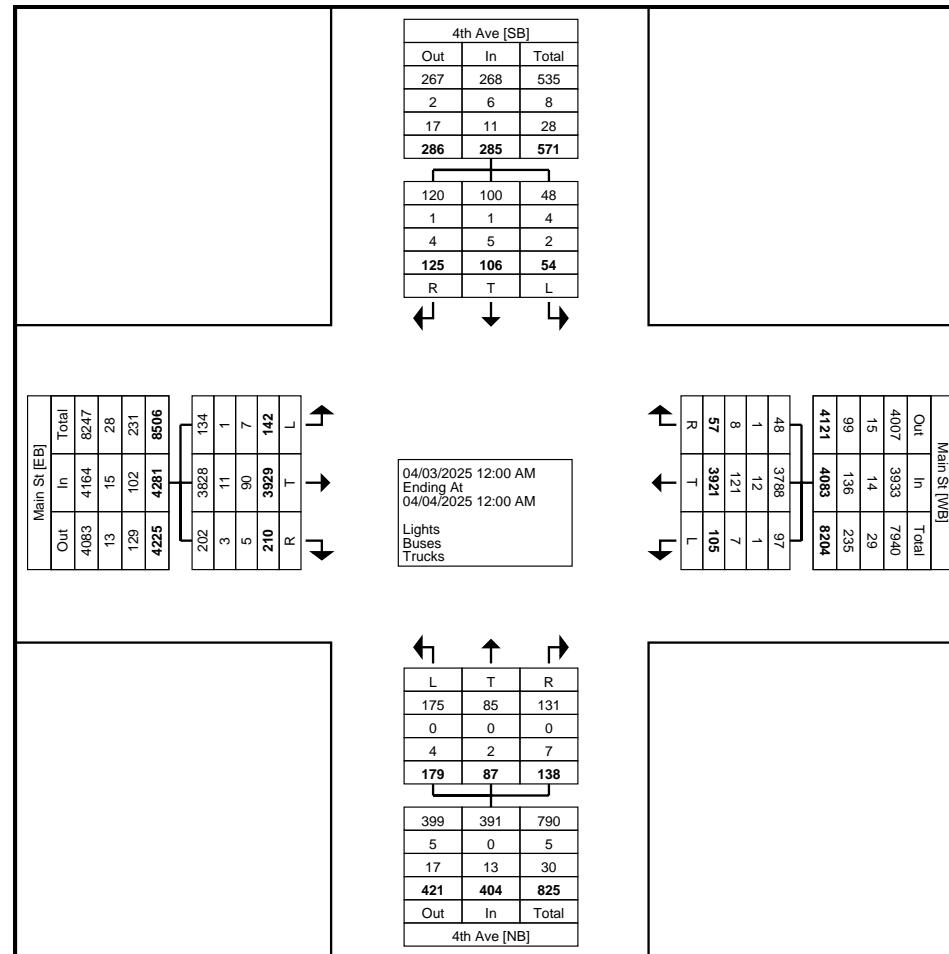 4th Ave [SB]
Out In Total
267 268 535
2 6 8
17 11 28
286 285 571
120 100 48
1 1 4
4 5 2
125 106 54
R T L
Main St [EB]
Total In Out
8247 4164 4083
28 15 13
231 102 129
8506 4281 4225
134 3828 202
1 11 3
7 90 5
142 3929 210
L T R
04/03/2025 12:00 AM
Ending At
04/04/2025 12:00 AM
Lights
Buses
Trucks
Main St [WB]
Out In Total
4007 3933 7940
15 14 29
99 136 235
4121 4083 8204
48 3788 97
1 12 1
8 121 7
57 3921 105
R T L
L T R
175 85 131
0 0 0
4 2 7
179 87 138
399 391 790
5 0 5
17 13 30
421 404 825
Out In Total
4th Ave [NB]